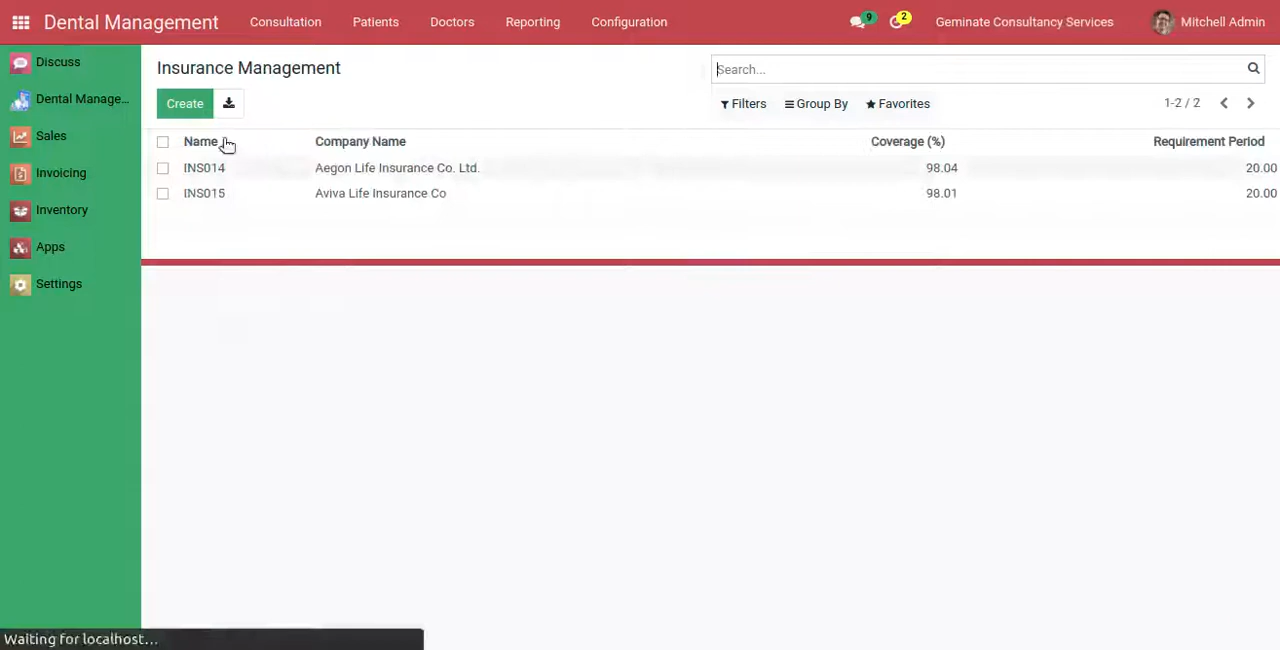 Dental Management Consultation Patients Doctors Reporting Configuration 9 2 Geminate Consultancy Services Mitchell Admin
Discuss
Dental Manage...
Sales
Invoicing
Inventory
Apps
Settings
Insurance Management
Search...
Create
Filters Group By Favorites 1-2 / 2
Name Company Name Coverage (%) Requirement Period
INS014 Aegon Life Insurance Co. Ltd. 98.04 20.00
INS015 Aviva Life Insurance Co 98.01 20.00
Waiting for localhost...